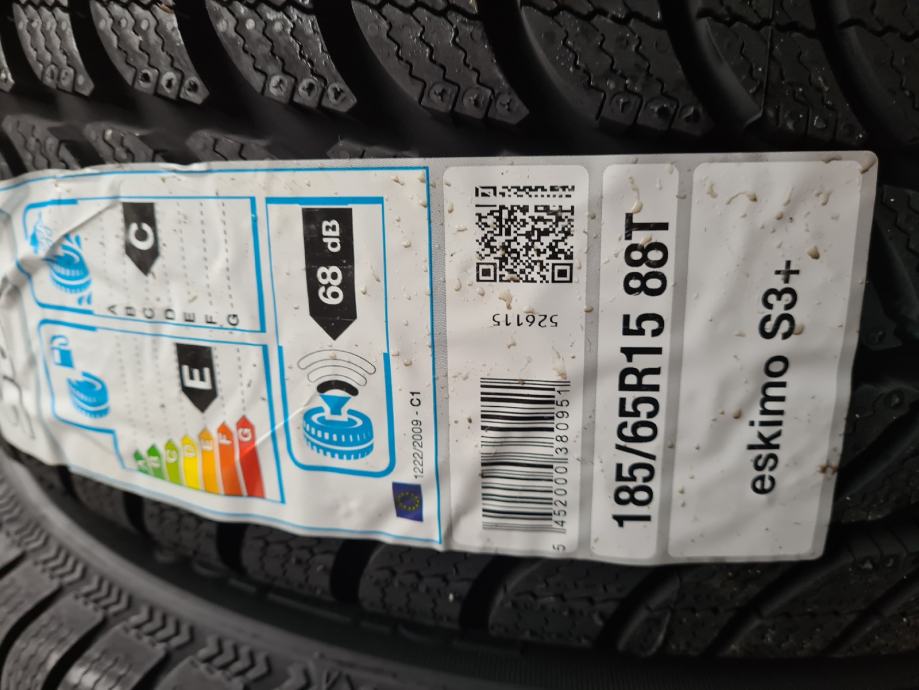 A
B
C
D
E
F
G
E
A
B
C
D
E
F
G
C
68 dB
1222/2009 - C1
5 452000 380951
526115
185/65R15 88T
eskimo S3+